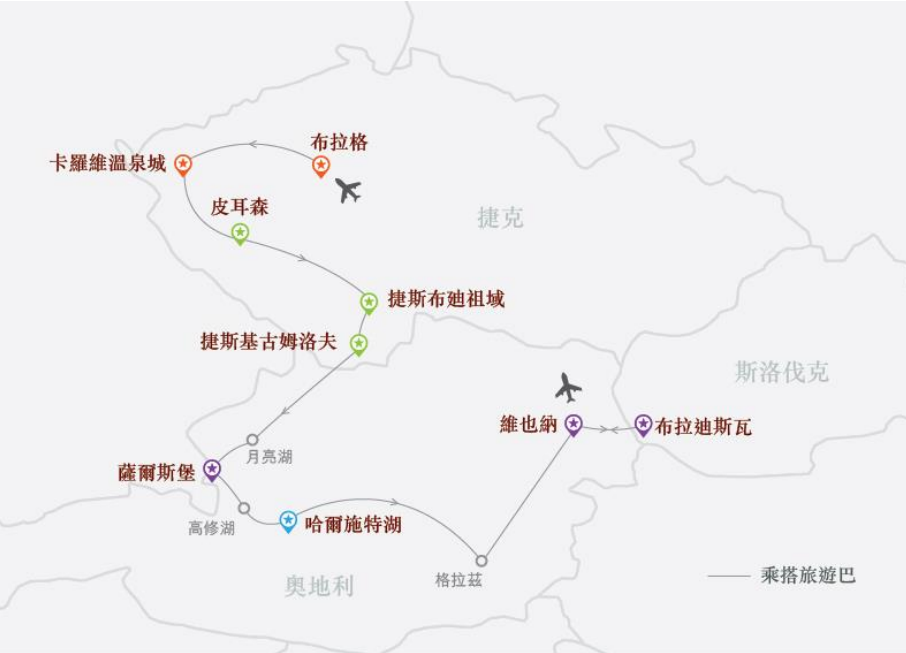 布拉格
卡羅維溫泉城
皮耳森
捷克
捷斯布廸祖域
捷斯基古姆洛夫
斯洛伐克
維也納
布拉迪斯瓦
月亮湖
薩爾斯堡
高修湖
哈爾施特湖
格拉茲
奧地利
乘搭旅遊巴